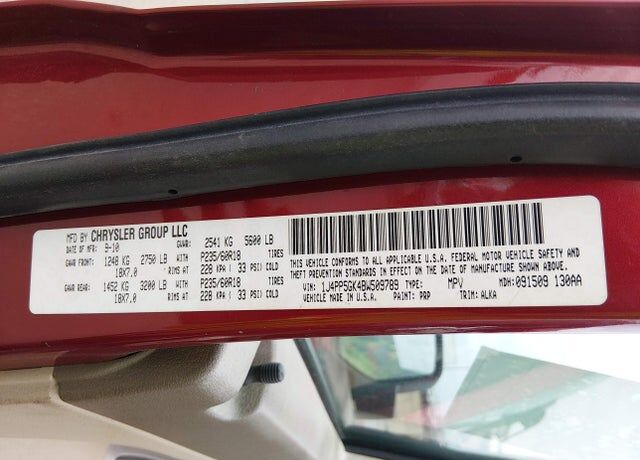 MFD BY CHRYSLER GROUP LLC
DATE OF MFR: 9-10 GVWR: 2541 KG 5600 LB
GAWR FRONT: 1248 KG 2750 LB WITH P235/60R18 TIRES
18X7.0 RIMS AT 228 KPA ( 33 PSI) COLD
GAWR REAR: 1452 KG 3200 LB WITH P235/60R18 TIRES
18X7.0 RIMS AT 228 KPA ( 33 PSI) COLD
THIS VEHICLE CONFORMS TO ALL APPLICABLE U.S.A. FEDERAL MOTOR VEHICLE SAFETY AND
THEFT PREVENTION STANDARDS IN EFFECT ON THE DATE OF MANUFACTURE SHOWN ABOVE.
VIN: 1J4PP5GK4BW509789 TYPE: MPV MDH: 091509 130AA
VEHICLE MADE IN U.S.A. PAINT: PRP TRIM: ALKA